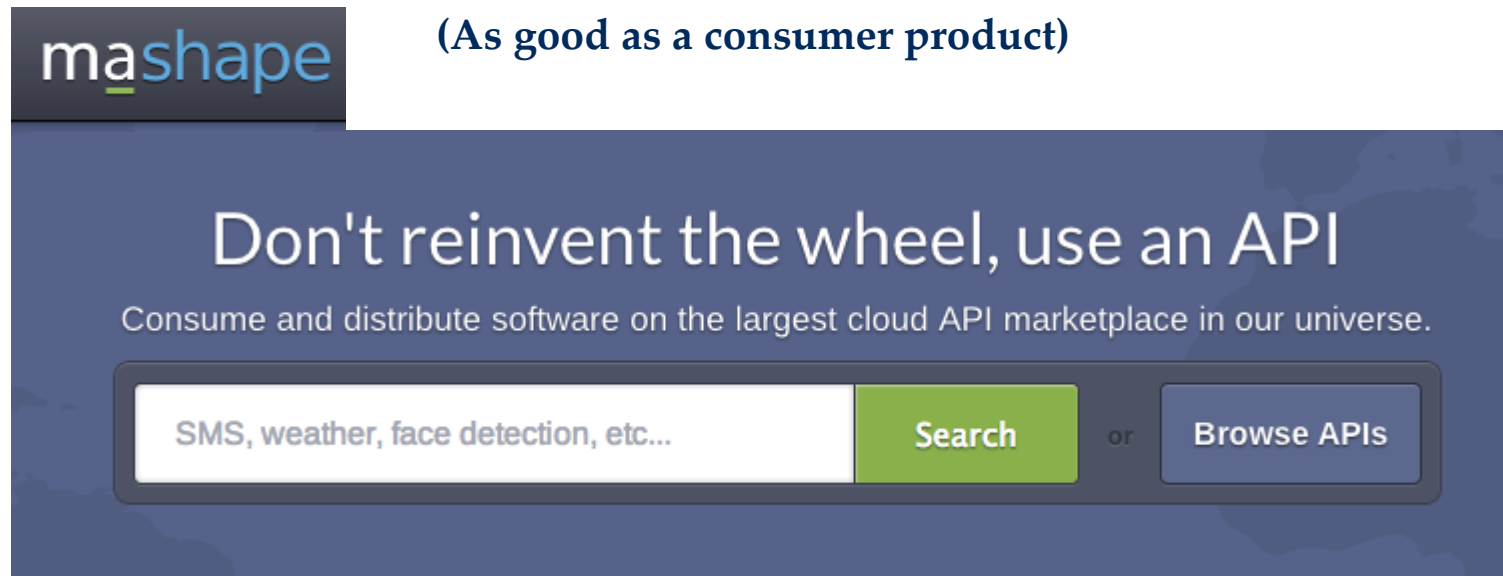 mashape
(As good as a consumer product)
Don't reinvent the wheel, use an API
Consume and distribute software on the largest cloud API marketplace in our universe.
SMS, weather, face detection, etc...
Search
or
Browse APIs